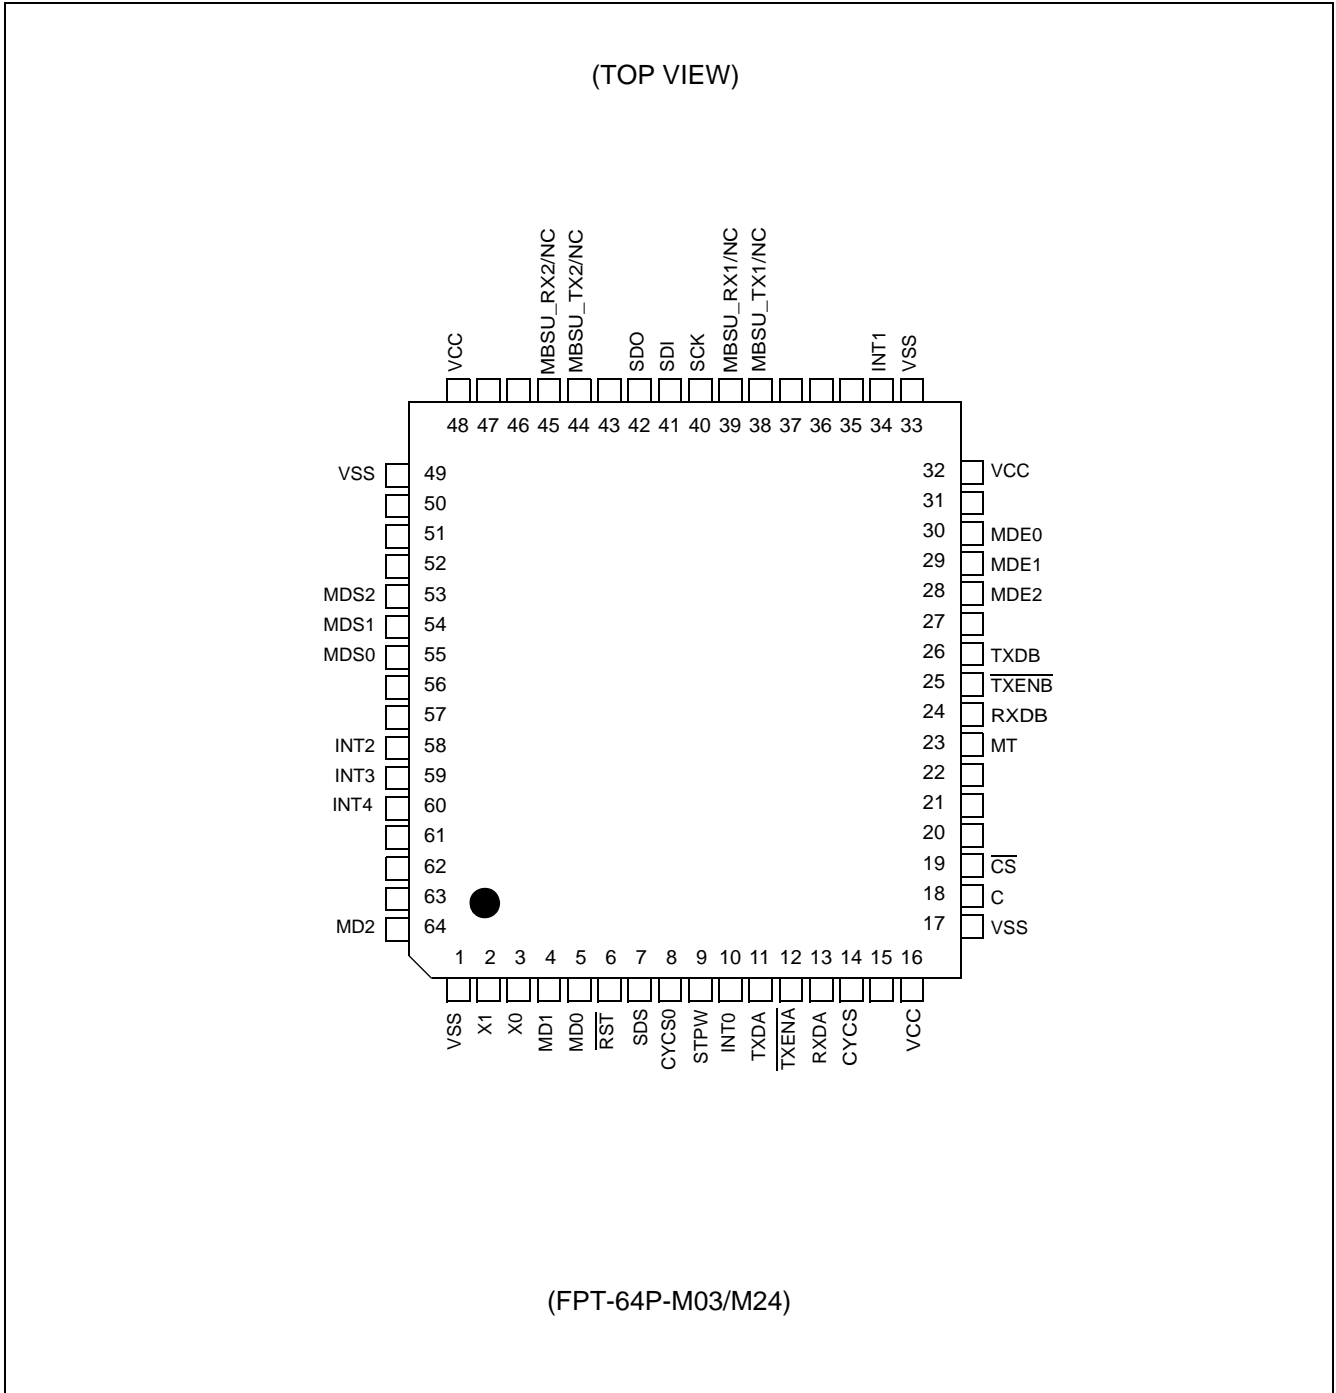 (TOP VIEW)
VCC
MBSU_RX2/NC
MBSU_TX2/NC
SDO
SDI
SCK
MBSU_RX1/NC
MBSU_TX1/NC
INT1
VSS
48 47 46 45 44 43 42 41 40 39 38 37 36 35 34 33
VSS 49
50
51
52
MDS2 53
MDS1 54
MDS0 55
56
57
INT2 58
INT3 59
INT4 60
61
62
63
MD2 64
32 VCC
31
30 MDE0
29 MDE1
28 MDE2
27
26 TXDB
25 T̅X̅E̅N̅B̅
24 RXDB
23 MT
22
21
20
19 C̅S̅
18 C
17 VSS
1 2 3 4 5 6 7 8 9 10 11 12 13 14 15 16
VSS
X1
X0
MD1
MD0
R̅S̅T̅
SDS
CYCS0
STPW
INT0
TXDA
T̅X̅E̅N̅A̅
RXDA
CYCS
VCC
(FPT-64P-M03/M24)